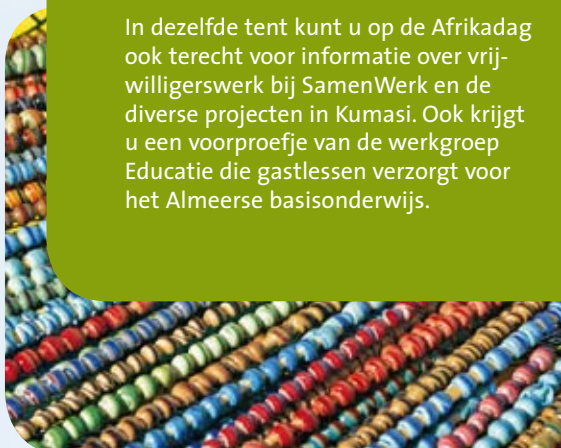 In dezelfde tent kunt u op de Afrikadag
ook terecht voor informatie over vrij-
willigerswerk bij SamenWerk en de
diverse projecten in Kumasi. Ook krijgt
u een voorproefje van de werkgroep
Educatie die gastlessen verzorgt voor
het Almeerse basisonderwijs.